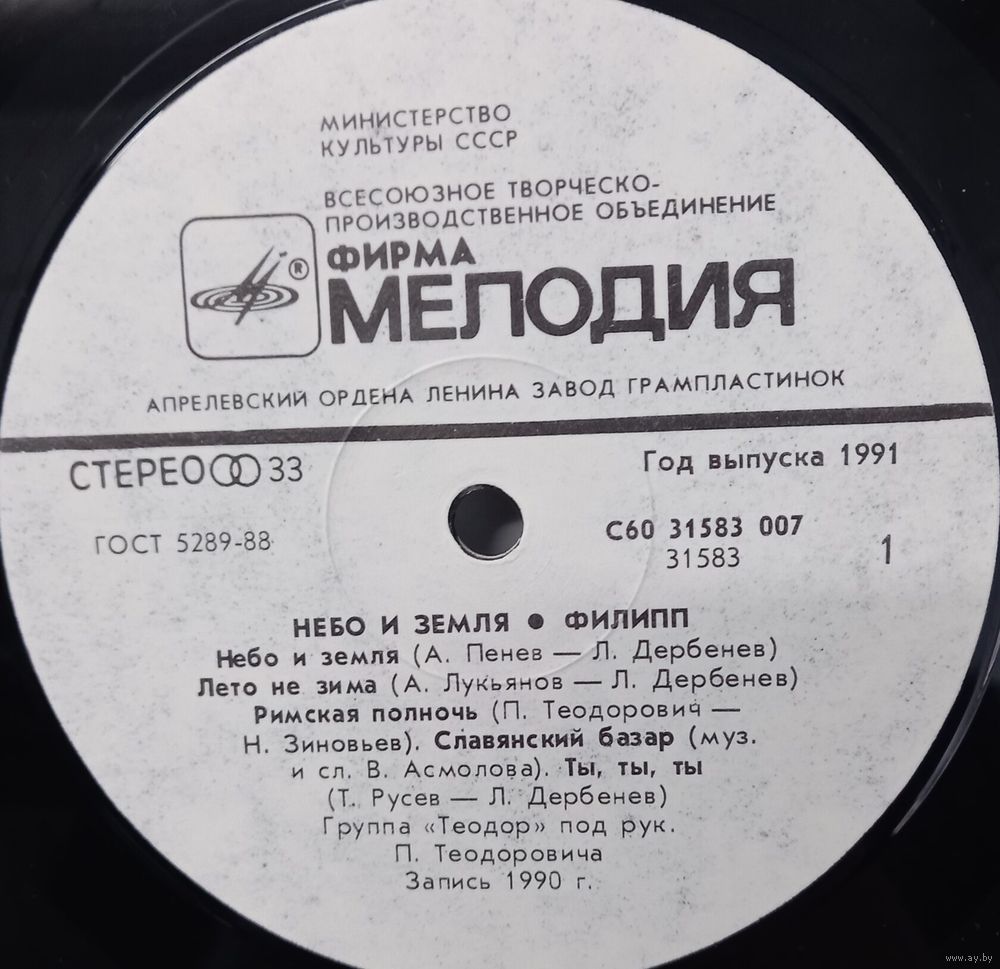 МИНИСТЕРСТВО
КУЛЬТУРЫ СССР
ВСЕСОЮЗНОЕ ТВОРЧЕСКО-
ПРОИЗВОДСТВЕННОЕ ОБЪЕДИНЕНИЕ
ФИРМА
®
МЕЛОДИЯ
АПРЕЛЕВСКИЙ ОРДЕНА ЛЕНИНА ЗАВОД ГРАМПЛАСТИНОК
СТЕРЕО 33
Год выпуска 1991
ГОСТ 5289-88
С60 31583 007
31583
1
НЕБО И ЗЕМЛЯ ● ФИЛИПП
Небо и земля (А. Пенев — Л. Дербенев)
Лето не зима (А. Лукьянов — Л. Дербенев)
Римская полночь (П. Теодорович —
Н. Зиновьев). Славянский базар (муз.
и сл. В. Асмолова). Ты, ты, ты
(Т. Русев — Л. Дербенев)
Группа «Теодор» под рук.
П. Теодоровича
Запись 1990 г.
www.ay.by